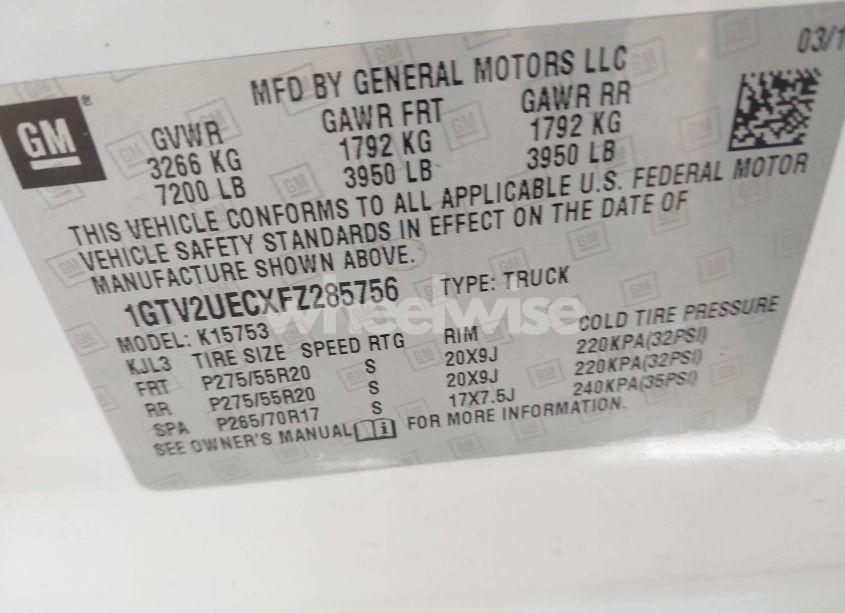 03/1
MFD BY GENERAL MOTORS LLC
GM
GVWR GAWR FRT GAWR RR
3266 KG 1792 KG 1792 KG
7200 LB 3950 LB 3950 LB
THIS VEHICLE CONFORMS TO ALL APPLICABLE U.S. FEDERAL MOTOR
VEHICLE SAFETY STANDARDS IN EFFECT ON THE DATE OF
MANUFACTURE SHOWN ABOVE.
1GTV2UECXFZ285756 TYPE: TRUCK
wheelwise
MODEL: K15753
KJL3 TIRE SIZE SPEED RTG RIM COLD TIRE PRESSURE
FRT P275/55R20 S 20X9J 220KPA(32PSI)
RR P275/55R20 S 20X9J 220KPA(32PSI)
SPA P265/70R17 S 17X7.5J 240KPA(35PSI)
SEE OWNER'S MANUAL i FOR MORE INFORMATION.